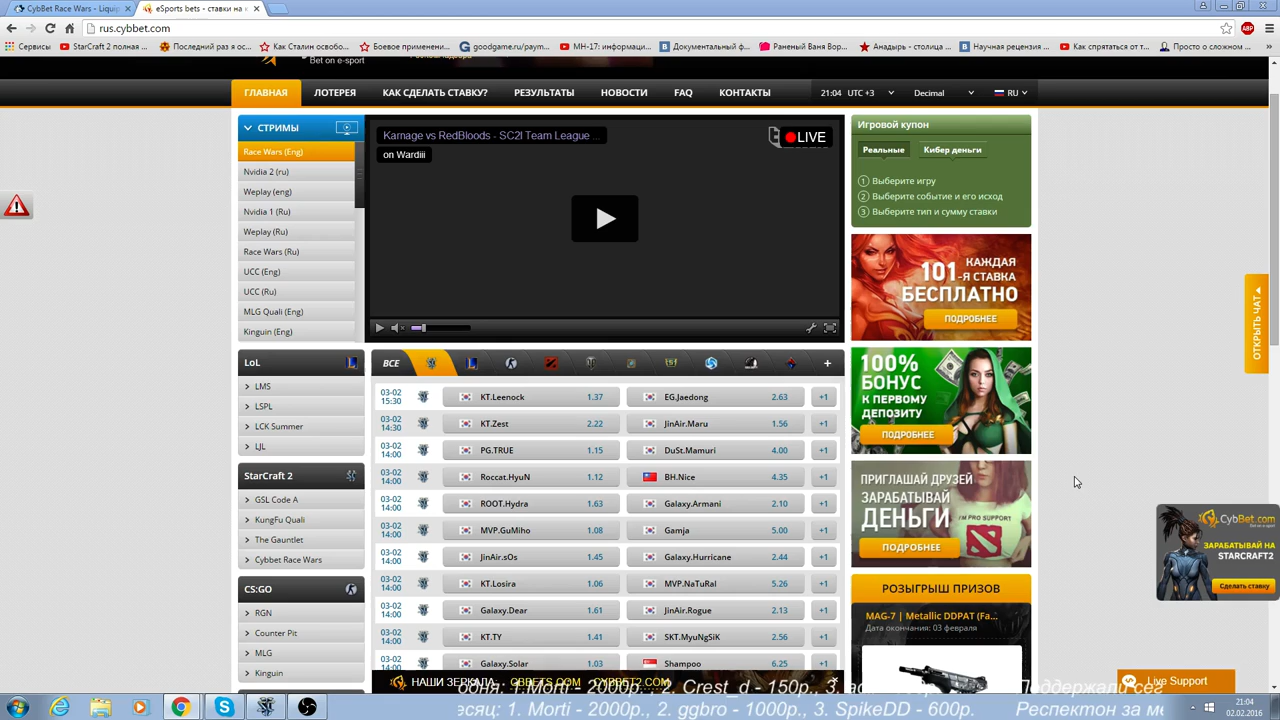 CybBet Race Wars - Liquip
eSports bets - ставки на к
rus.cybbet.com
ABP
Сервисы
StarCraft 2 полная ...
Последний раз я ос...
Как Сталин освобо...
Боевое применени...
goodgame.ru/paym...
МН-17: информаци...
Документальный ф...
Раненый Ваня Вор...
Анадырь - столица ...
Научная рецензия ...
Как спрятаться от т...
Просто о сложном ...
Bet on e-sport
ГЛАВНАЯ
ЛОТЕРЕЯ
КАК СДЕЛАТЬ СТАВКУ?
РЕЗУЛЬТАТЫ
НОВОСТИ
FAQ
КОНТАКТЫ
21:04 UTC +3
Decimal
RU
СТРИМЫ
Race Wars (Eng)
Nvidia 2 (ru)
Weplay (eng)
Nvidia 1 (Ru)
Weplay (Ru)
Race Wars (Ru)
UCC (Eng)
UCC (Ru)
MLG Quali (Eng)
Kinguin (Eng)
Karnage vs RedBloods - SC2I Team League ...
on Wardiii
LIVE
Игровой купон
Реальные
Кибер деньги
1 Выберите игру
2 Выберите событие и его исход
3 Выберите тип и сумму ставки
КАЖДАЯ
101-Я СТАВКА
БЕСПЛАТНО
ПОДРОБНЕЕ
100%
БОНУС
К ПЕРВОМУ
ДЕПОЗИТУ
ПОДРОБНЕЕ
ПРИГЛАШАЙ ДРУЗЕЙ
ЗАРАБАТЫВАЙ
ДЕНЬГИ
I'M PRO SUPPORT
ПОДРОБНЕЕ
РОЗЫГРЫШ ПРИЗОВ
MAG-7 | Metallic DDPAT (Fa...
Дата окончания: 03 февраля
ОТКРЫТЬ ЧАТ
CybBet.com
Bet on e-sport
ЗАРАБАТЫВАЙ НА
STARCRAFT2
Сделать ставку
Live Support
LoL
LMS
LSPL
LCK Summer
LJL
StarCraft 2
GSL Code A
KungFu Quali
The Gauntlet
Cybbet Race Wars
CS:GO
RGN
Counter Pit
MLG
Kinguin
ВСЕ
+
03-02 15:30 KT.Leenock 1.37 EG.Jaedong 2.63 +1
03-02 14:30 KT.Zest 2.22 JinAir.Maru 1.56 +1
03-02 14:00 PG.TRUE 1.15 DuSt.Mamuri 4.00 +1
03-02 14:00 Roccat.HyuN 1.12 BH.Nice 4.35 +1
03-02 14:00 ROOT.Hydra 1.63 Galaxy.Armani 2.10 +1
03-02 14:00 MVP.GuMiho 1.08 Gamja 5.00 +1
03-02 14:00 JinAir.sOs 1.45 Galaxy.Hurricane 2.44 +1
03-02 14:00 KT.Losira 1.06 MVP.NaTuRal 5.26 +1
03-02 14:00 Galaxy.Dear 1.61 JinAir.Rogue 2.13 +1
03-02 14:00 KT.TY 1.41 SKT.MyuNgSiK 2.56 +1
03-02 14:00 Galaxy.Solar 1.03 Shampoo 6.25 +1
НАШИ ЗЕРКАЛА CYBBET2.COM
1. Morti - 2000р., 2. Crest_d - 150р., 3.
Поддержали сег
есяц: 1. Morti - 2000р., 2. ggbro - 1000р., 3. SpikeDD - 600р.
Респектон за ме
21:04
02.02.2016